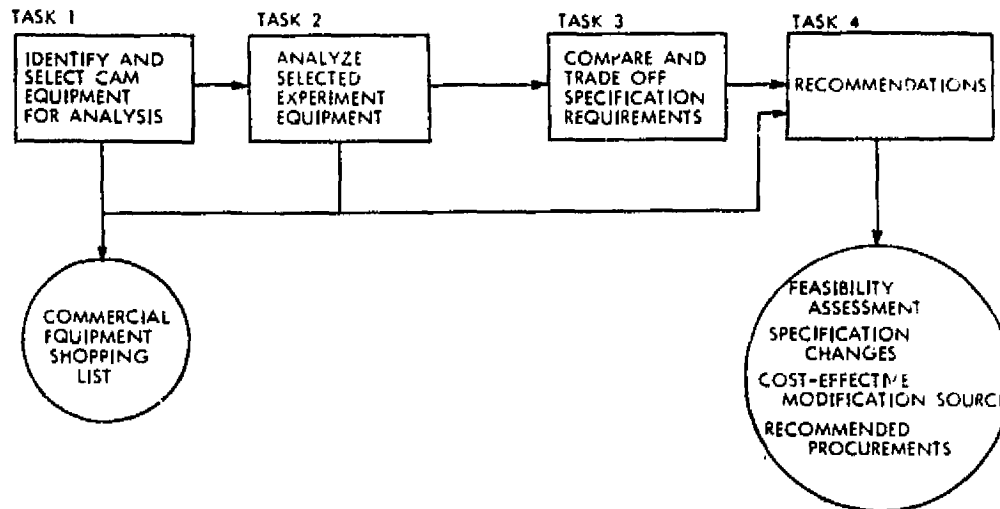 TASK 1
IDENTIFY AND
SELECT CAM
EQUIPMENT
FOR ANALYSIS
TASK 2
ANALYZE
SELECTED
EXPERIMENT
EQUIPMENT
TASK 3
COMPARE AND
TRADE OFF
SPECIFICATION
REQUIREMENTS
TASK 4
RECOMMENDATIONS
COMMERCIAL
EQUIPMENT
SHOPPING
LIST
FEASIBILITY
ASSESSMENT
SPECIFICATION
CHANGES
COST-EFFECTIVE
MODIFICATION SOURCE
RECOMMENDED
PROCUREMENTS